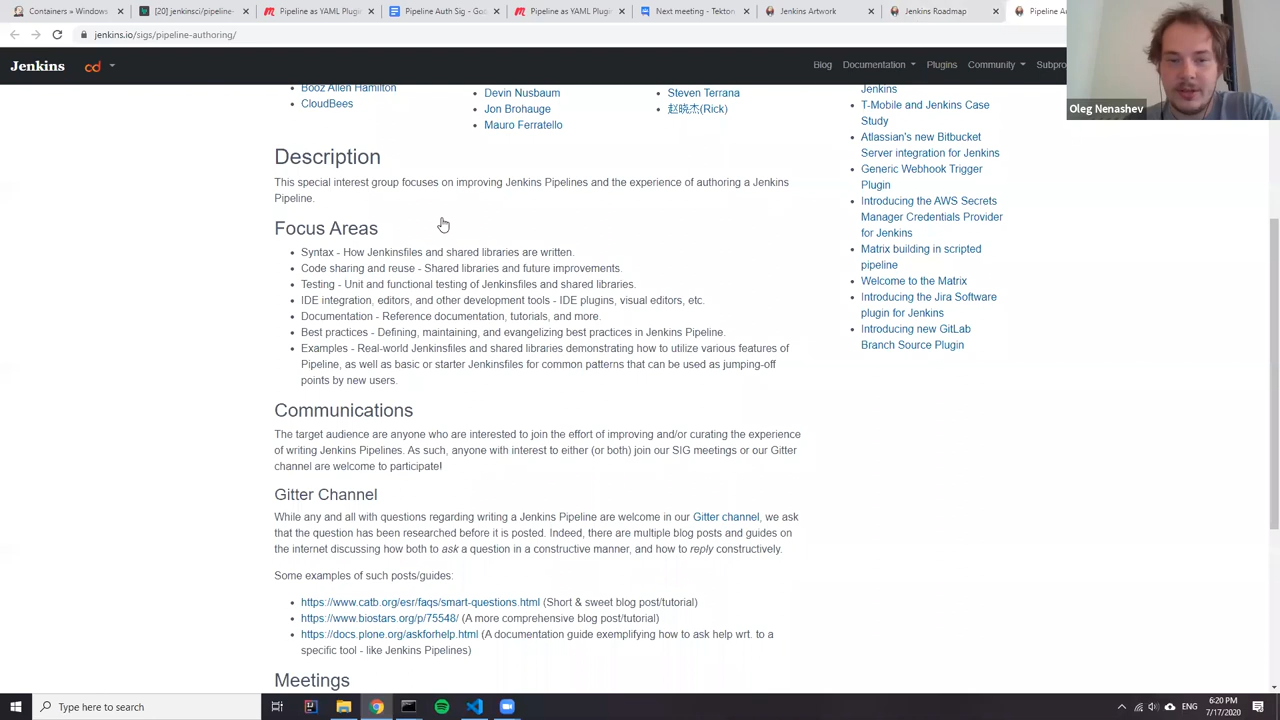 Containers » Windows
[20] jenkinsci/pipeline-
Pipeline as YAML Plugin
Pipeline Auth Sig - Goo
Pipeline as YAML Plugin
Next meeting - Tekton
Jenkins Artwork
Jenkins Roadmap
Pipeline Au
jenkins.io/sigs/pipeline-authoring/
Jenkins
cd
Blog
Documentation
Plugins
Community
Subpro
Oleg Nenashev
Booz Allen Hamilton
CloudBees
Devin Nusbaum
Jon Brohauge
Mauro Ferratello
Steven Terrana
赵晓杰(Rick)
Description
This special interest group focuses on improving Jenkins Pipelines and the experience of authoring a Jenkins
Pipeline.
Focus Areas
Syntax - How Jenkinsfiles and shared libraries are written.
Code sharing and reuse - Shared libraries and future improvements.
Testing - Unit and functional testing of Jenkinsfiles and shared libraries.
IDE integration, editors, and other development tools - IDE plugins, visual editors, etc.
Documentation - Reference documentation, tutorials, and more.
Best practices - Defining, maintaining, and evangelizing best practices in Jenkins Pipeline.
Examples - Real-world Jenkinsfiles and shared libraries demonstrating how to utilize various features of
Pipeline, as well as basic or starter Jenkinsfiles for common patterns that can be used as jumping-off
points by new users.
Communications
The target audience are anyone who are interested to join the effort of improving and/or curating the experience
of writing Jenkins Pipelines. As such, anyone with interest to either (or both) join our SIG meetings or our Gitter
channel are welcome to participate!
Gitter Channel
While any and all with questions regarding writing a Jenkins Pipeline are welcome in our Gitter channel, we ask
that the question has been researched before it is posted. Indeed, there are multiple blog posts and guides on
the internet discussing how both to ask a question in a constructive manner, and how to reply constructively.
Some examples of such posts/guides:
https://www.catb.org/esr/faqs/smart-questions.html (Short & sweet blog post/tutorial)
https://www.biostars.org/p/75548/ (A more comprehensive blog post/tutorial)
https://docs.plone.org/askforhelp.html (A documentation guide exemplifying how to ask help wrt. to a
specific tool - like Jenkins Pipelines)
Meetings
Jenkins
T-Mobile and Jenkins Case
Study
Atlassian's new Bitbucket
Server integration for Jenkins
Generic Webhook Trigger
Plugin
Introducing the AWS Secrets
Manager Credentials Provider
for Jenkins
Matrix building in scripted
pipeline
Welcome to the Matrix
Introducing the Jira Software
plugin for Jenkins
Introducing new GitLab
Branch Source Plugin
Type here to search
ENG
6:20 PM
7/17/2020